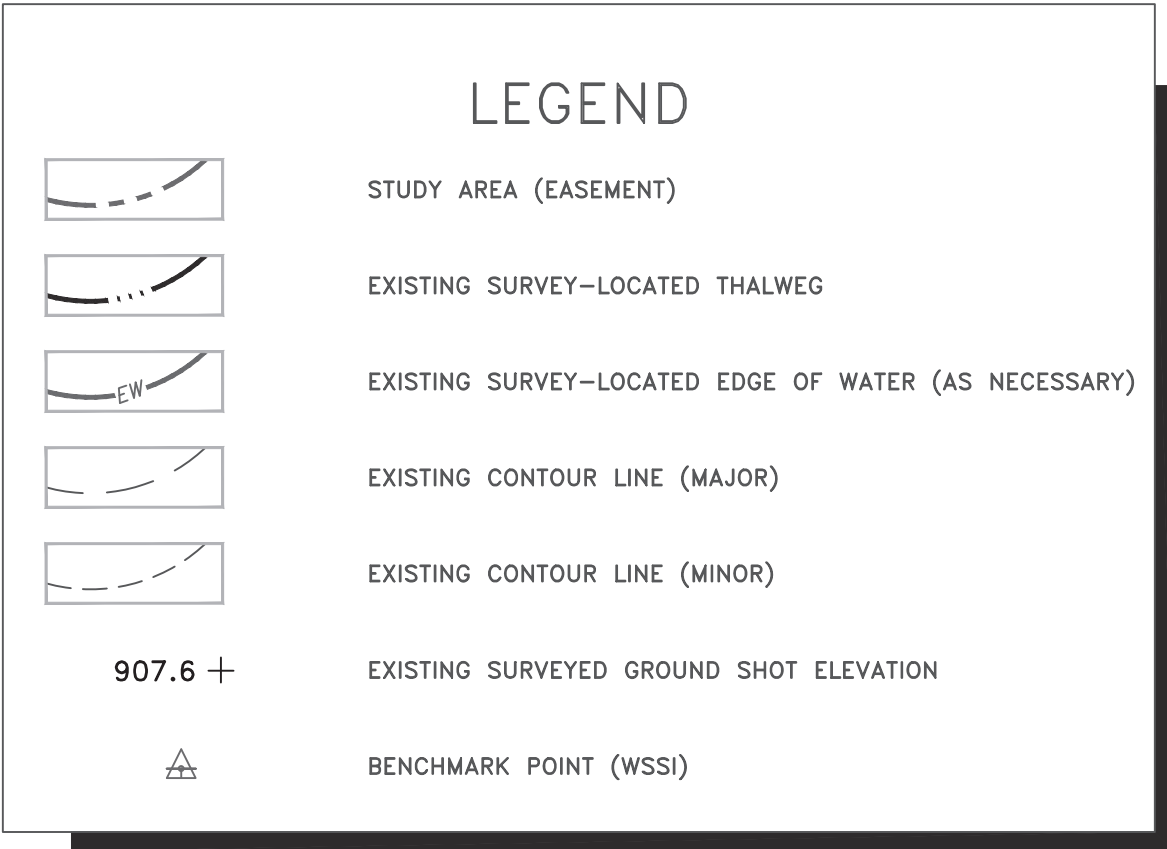 LEGEND
STUDY AREA (EASEMENT)
EXISTING SURVEY-LOCATED THALWEG
EW EXISTING SURVEY-LOCATED EDGE OF WATER (AS NECESSARY)
EXISTING CONTOUR LINE (MAJOR)
EXISTING CONTOUR LINE (MINOR)
907.6 + EXISTING SURVEYED GROUND SHOT ELEVATION
BENCHMARK POINT (WSSI)